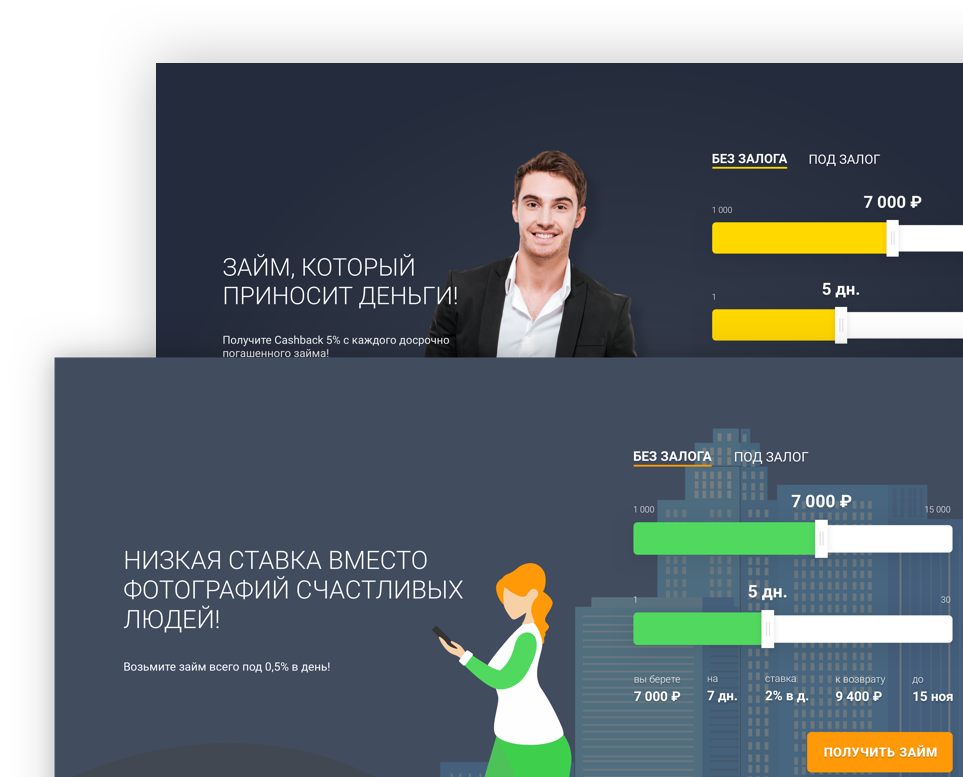 БЕЗ ЗАЛОГА ПОД ЗАЛОГ
7 000 ₽
1 000
5 дн.
1
ЗАЙМ, КОТОРЫЙ
ПРИНОСИТ ДЕНЬГИ!
Получите Cashback 5% с каждого досрочно
погашенного займа!
БЕЗ ЗАЛОГА ПОД ЗАЛОГ
7 000 ₽
1 000 15 000
5 дн.
1 30
НИЗКАЯ СТАВКА ВМЕСТО
ФОТОГРАФИЙ СЧАСТЛИВЫХ
ЛЮДЕЙ!
Возьмите займ всего под 0,5% в день!
вы берете на ставка к возврату до
7 000 ₽ 7 дн. 2% в д. 9 400 ₽ 15 ноя
ПОЛУЧИТЬ ЗАЙМ